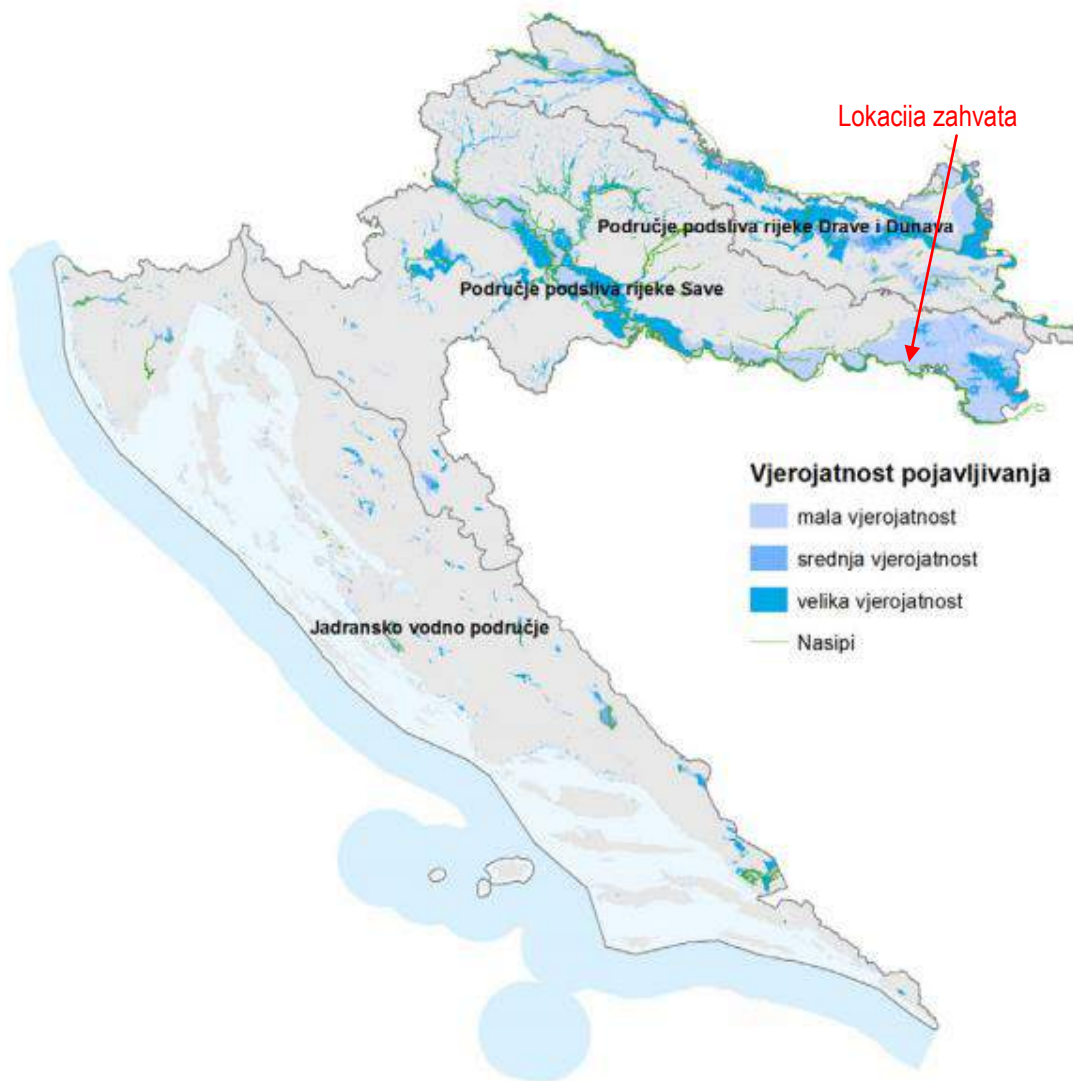 Lokacija zahvata
Područje podsliva rijeke Drave i Dunava
Područje podsliva rijeke Save
Vjerojatnost pojavljivanja
mala vjerojatnost
srednja vjerojatnost
velika vjerojatnost
Nasipi
Jadransko vodno područje